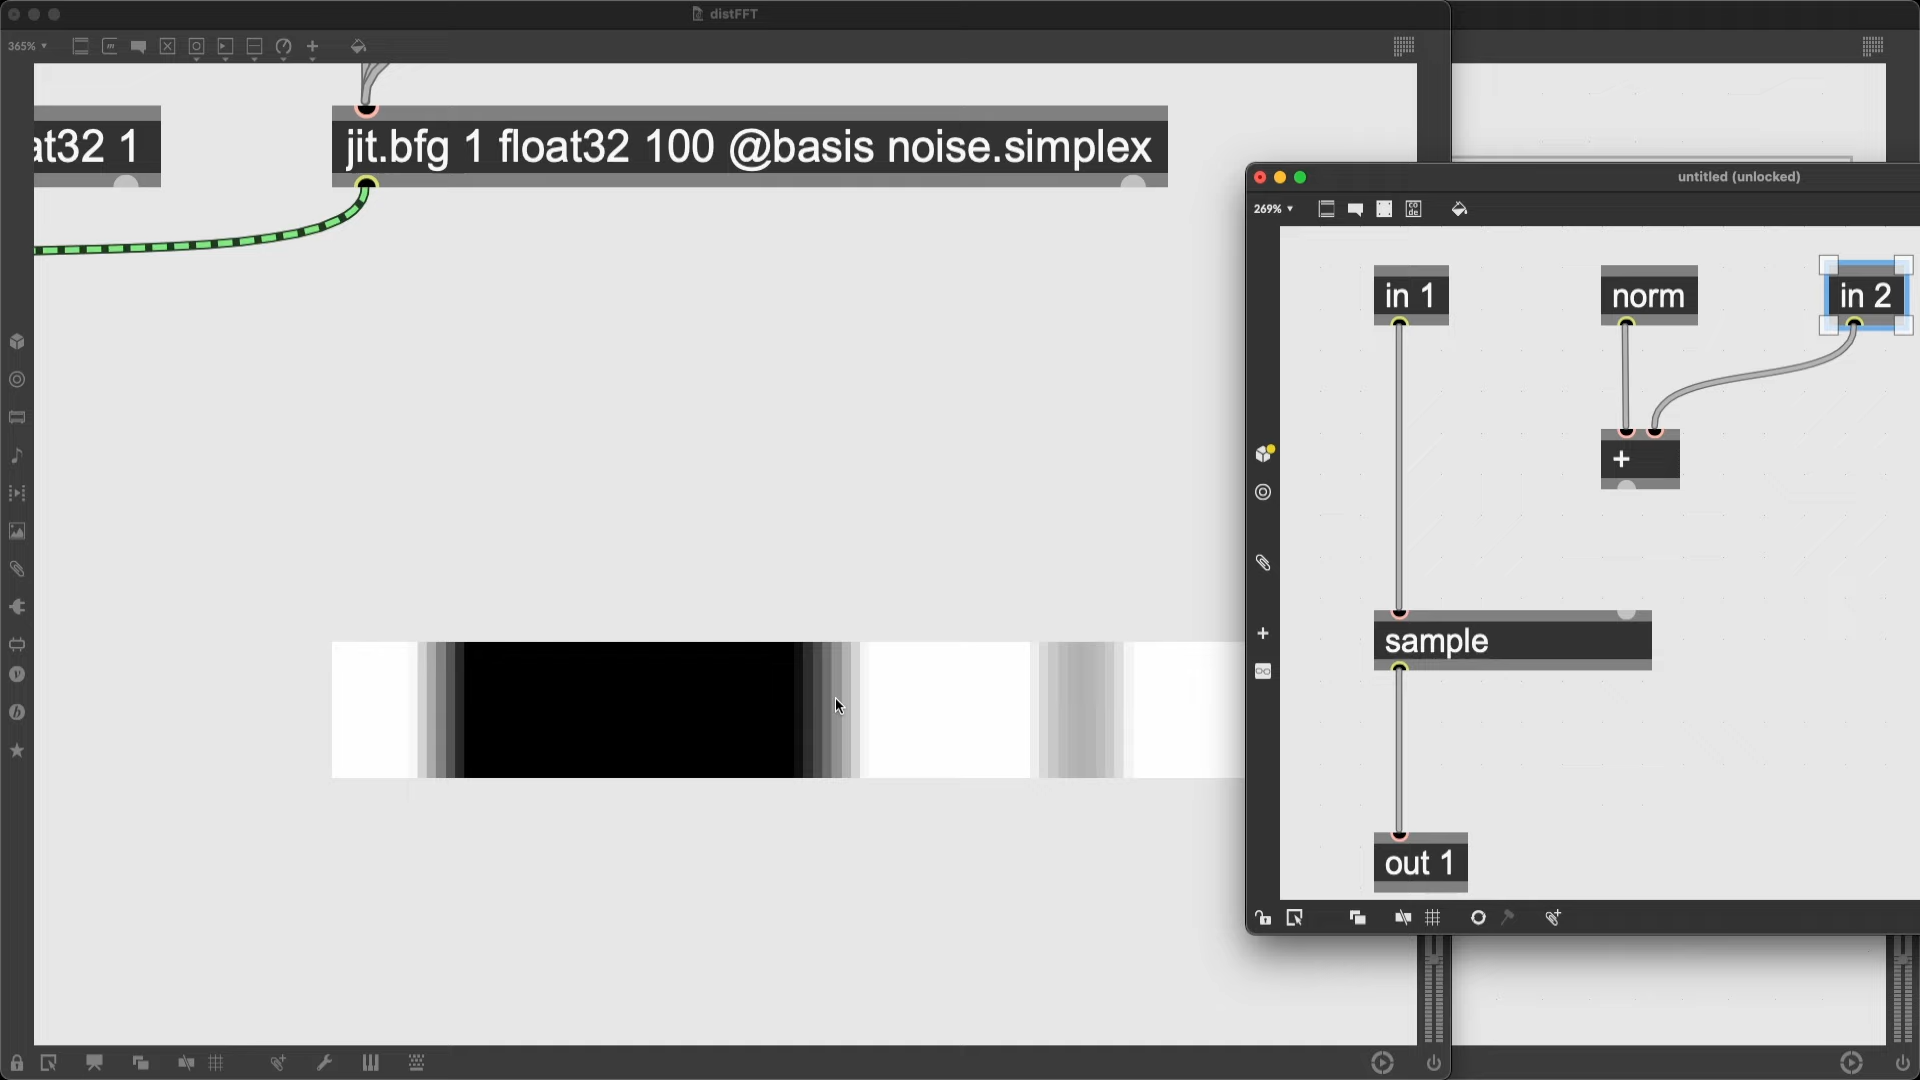 distFFT
365%
at32 1
jit.bfg 1 float32 100 @basis noise.simplex
untitled (unlocked)
269%
in 1
norm
in 2
+
sample
out 1